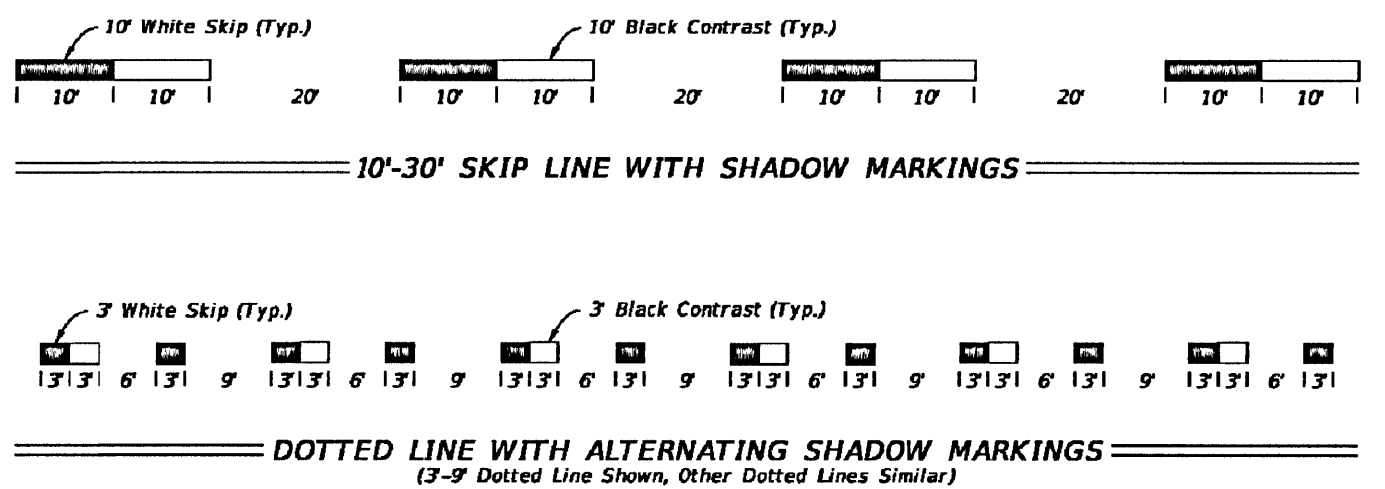 10' White Skip (Typ.) 10' Black Contrast (Typ.)
10' 10' 20' 10' 10' 20' 10' 10' 20' 10' 10'
10'-30' SKIP LINE WITH SHADOW MARKINGS
3' White Skip (Typ.) 3' Black Contrast (Typ.)
3' 3' 6' 3' 9' 3' 3' 6' 3' 9' 3' 3' 6' 3' 9' 3' 3' 6' 3' 9' 3' 3' 6' 3' 9' 3' 3' 6' 3'
DOTTED LINE WITH ALTERNATING SHADOW MARKINGS
(3'-9' Dotted Line Shown, Other Dotted Lines Similar)